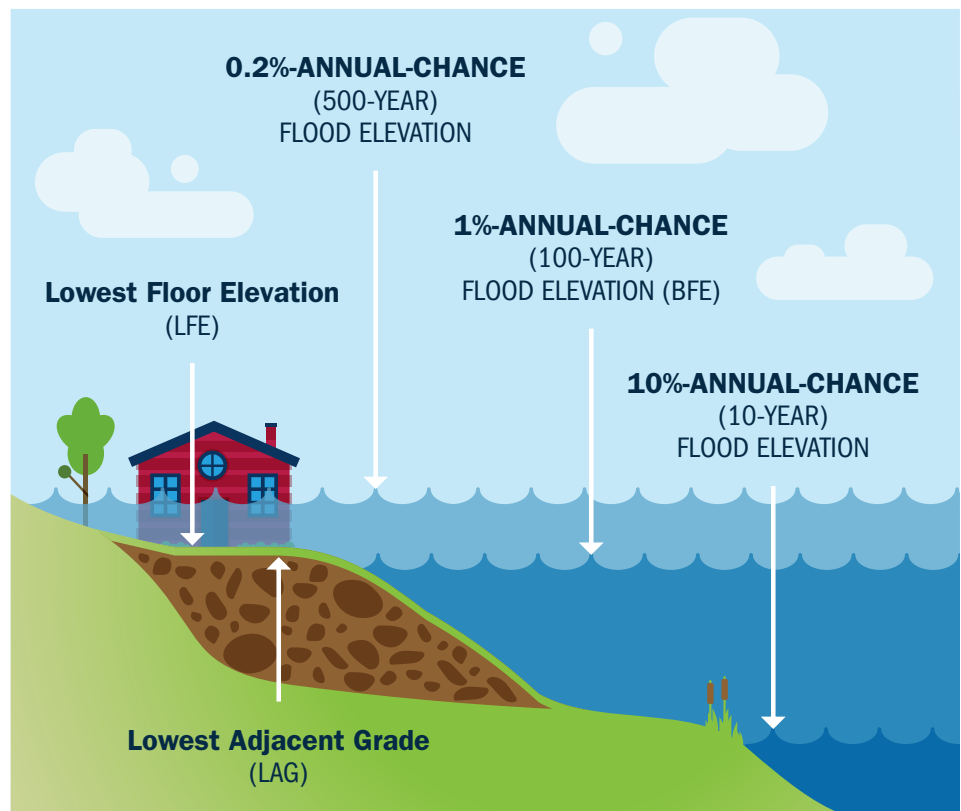 0.2%-ANNUAL-CHANCE
(500-YEAR)
FLOOD ELEVATION
1%-ANNUAL-CHANCE
(100-YEAR)
FLOOD ELEVATION (BFE)
Lowest Floor Elevation
(LFE)
10%-ANNUAL-CHANCE
(10-YEAR)
FLOOD ELEVATION
Lowest Adjacent Grade
(LAG)